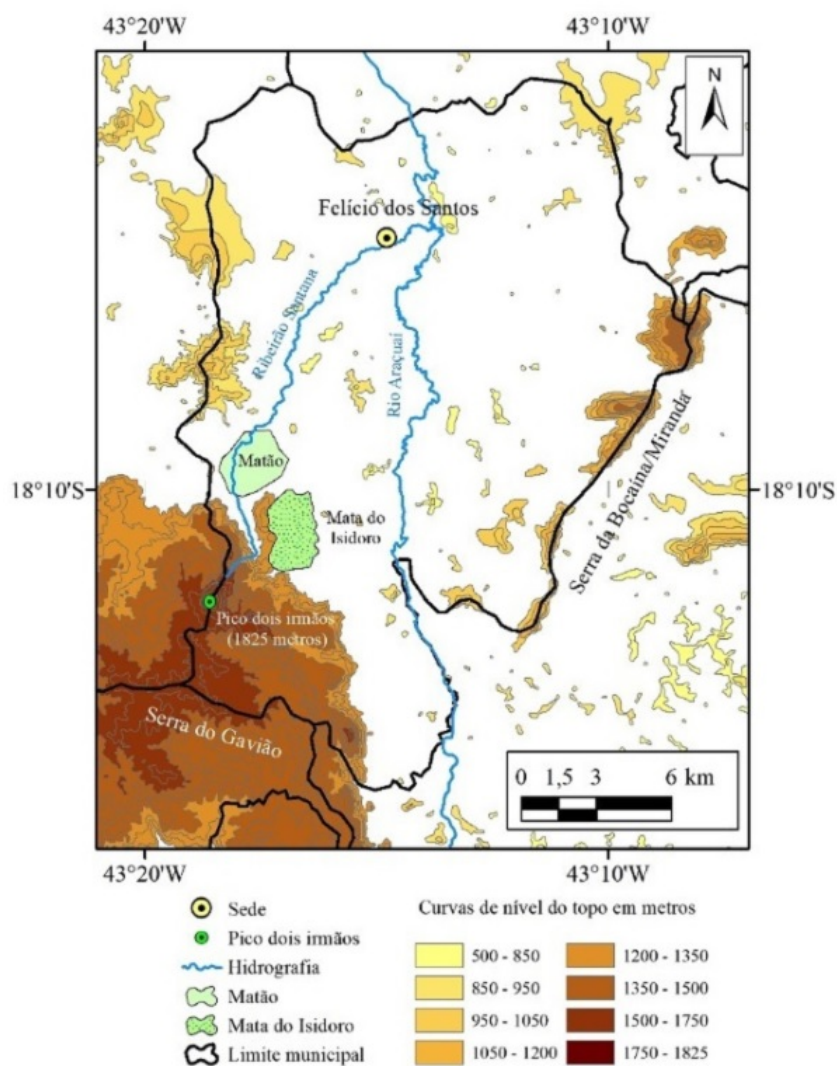 43°20'W
43°10'W
N
Felício dos Santos
Ribeirão Santana
Rio Araçuaí
Matão
18°10'S
18°10'S
Mata do
Isidoro
Serra da Bocaina/Miranda
Pico dois irmãos
(1825 metros)
Serra do Gavião
0 1,5 3 6 km
43°20'W
43°10'W
Sede
Pico dois irmãos
Hidrografia
Matão
Mata do Isidoro
Limite municipal
Curvas de nível do topo em metros
500 - 850
850 - 950
950 - 1050
1050 - 1200
1200 - 1350
1350 - 1500
1500 - 1750
1750 - 1825